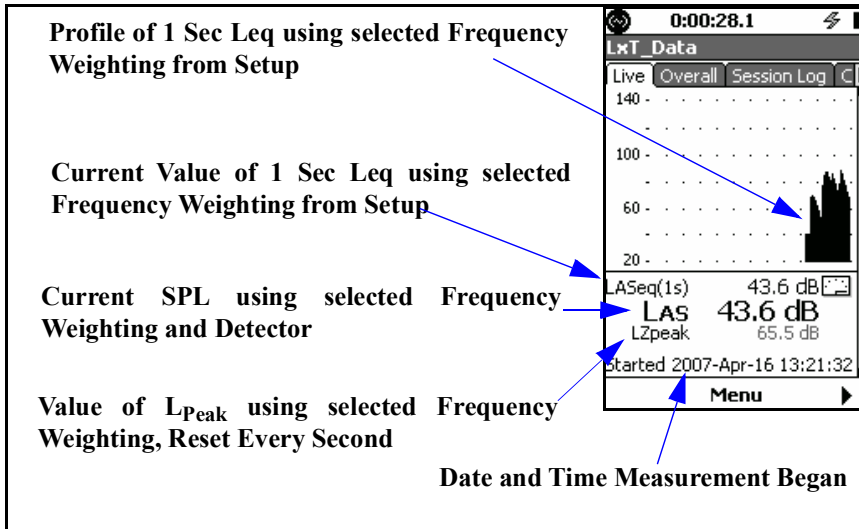 Profile of 1 Sec Leq using selected Frequency
Weighting from Setup
Current Value of 1 Sec Leq using selected
Frequency Weighting from Setup
Current SPL using selected Frequency
Weighting and Detector
Value of LPeak using selected Frequency
Weighting, Reset Every Second
Date and Time Measurement Began
0:00:28.1
LxT_Data
Live Overall Session Log C
140
100
60
20
LASeq(1s) 43.6 dB
LAS 43.6 dB
LZpeak 65.5 dB
Started 2007-Apr-16 13:21:32
Menu